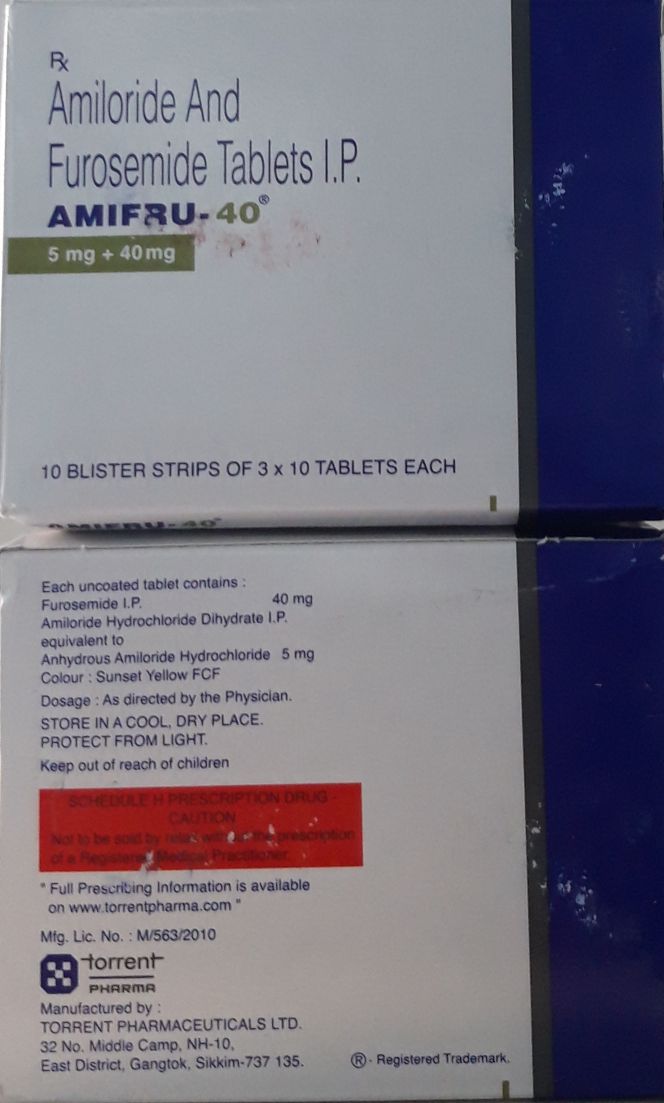 Rx
Amiloride And
Furosemide Tablets I.P.
AMIFRU-40®
5 mg + 40 mg
10 BLISTER STRIPS OF 3 x 10 TABLETS EACH
AMIFRU-40
Each uncoated tablet contains :
Furosemide I.P. 40 mg
Amiloride Hydrochloride Dihydrate I.P.
equivalent to
Anhydrous Amiloride Hydrochloride 5 mg
Colour : Sunset Yellow FCF
Dosage : As directed by the Physician.
STORE IN A COOL, DRY PLACE.
PROTECT FROM LIGHT.
Keep out of reach of children
SCHEDULE H PRESCRIPTION DRUG -
CAUTION
Not to be sold by retail without the prescription
of a Registered Medical Practitioner.
" Full Prescribing Information is available
on www.torrentpharma.com "
Mfg. Lic. No. : M/563/2010
torrent
PHARMA
Manufactured by :
TORRENT PHARMACEUTICALS LTD.
32 No. Middle Camp, NH-10,
East District, Gangtok, Sikkim-737 135.
® - Registered Trademark.